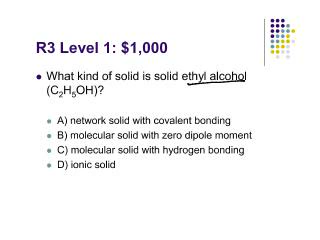 R3 Level 1: $1,000
What kind of solid is solid ethyl alcohol
(C₂H₅OH)?
A) network solid with covalent bonding
B) molecular solid with zero dipole moment
C) molecular solid with hydrogen bonding
D) ionic solid